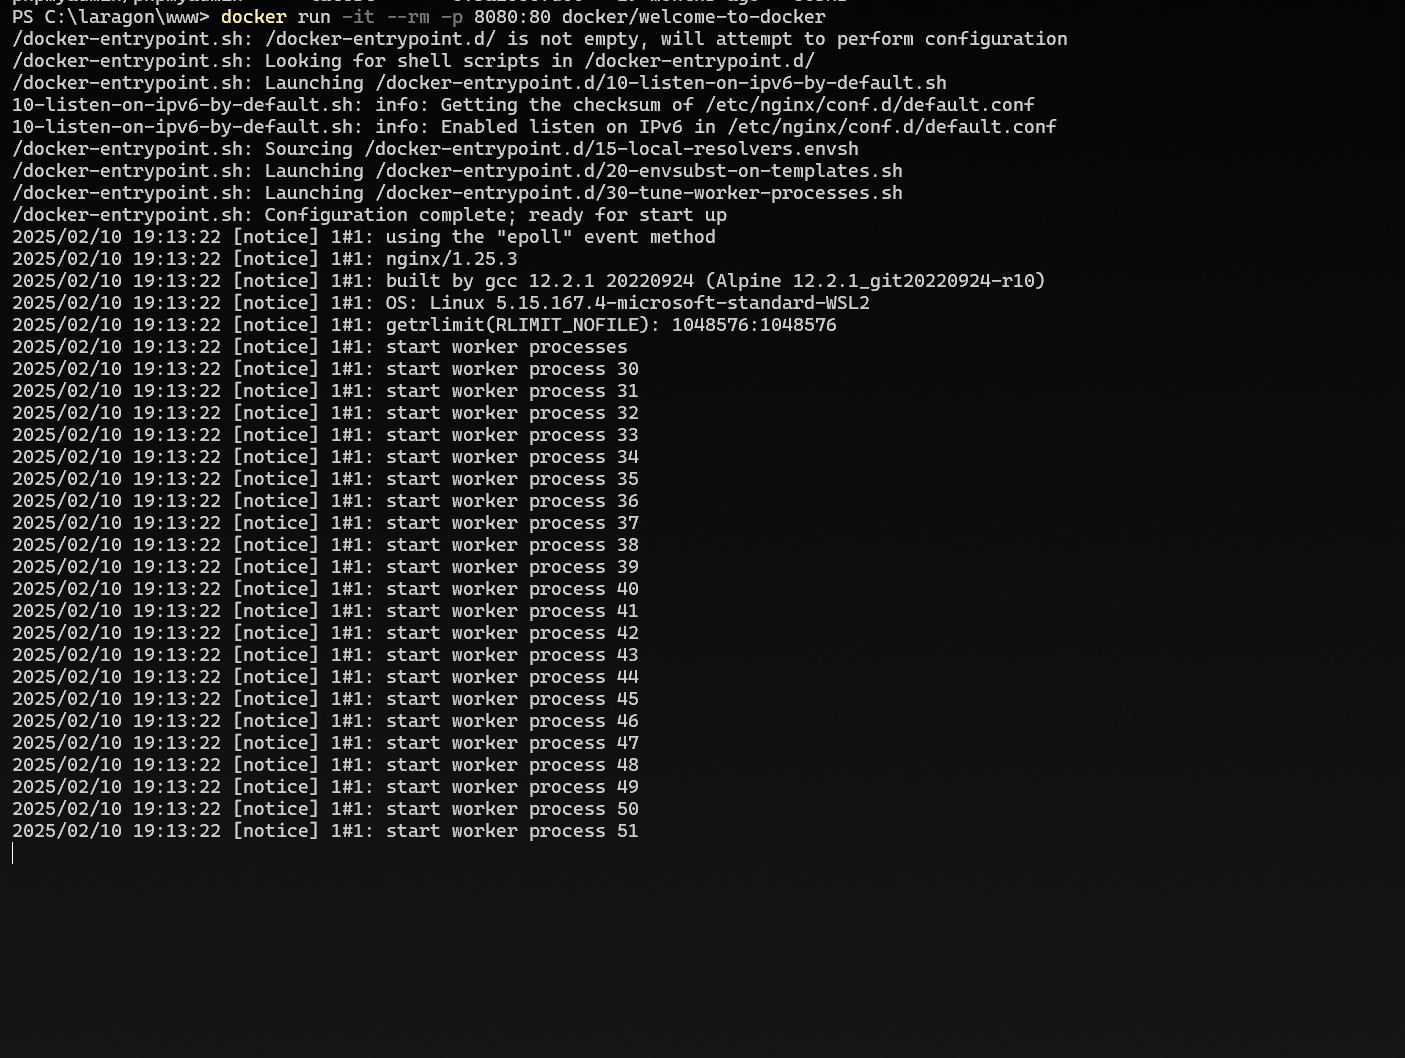 PS C:\laragon\www> docker run -it --rm -p 8080:80 docker/welcome-to-docker
/docker-entrypoint.sh: /docker-entrypoint.d/ is not empty, will attempt to perform configuration
/docker-entrypoint.sh: Looking for shell scripts in /docker-entrypoint.d/
/docker-entrypoint.sh: Launching /docker-entrypoint.d/10-listen-on-ipv6-by-default.sh
10-listen-on-ipv6-by-default.sh: info: Getting the checksum of /etc/nginx/conf.d/default.conf
10-listen-on-ipv6-by-default.sh: info: Enabled listen on IPv6 in /etc/nginx/conf.d/default.conf
/docker-entrypoint.sh: Sourcing /docker-entrypoint.d/15-local-resolvers.envsh
/docker-entrypoint.sh: Launching /docker-entrypoint.d/20-envsubst-on-templates.sh
/docker-entrypoint.sh: Launching /docker-entrypoint.d/30-tune-worker-processes.sh
/docker-entrypoint.sh: Configuration complete; ready for start up
2025/02/10 19:13:22 [notice] 1#1: using the "epoll" event method
2025/02/10 19:13:22 [notice] 1#1: nginx/1.25.3
2025/02/10 19:13:22 [notice] 1#1: built by gcc 12.2.1 20220924 (Alpine 12.2.1_git20220924-r10)
2025/02/10 19:13:22 [notice] 1#1: OS: Linux 5.15.167.4-microsoft-standard-WSL2
2025/02/10 19:13:22 [notice] 1#1: getrlimit(RLIMIT_NOFILE): 1048576:1048576
2025/02/10 19:13:22 [notice] 1#1: start worker processes
2025/02/10 19:13:22 [notice] 1#1: start worker process 30
2025/02/10 19:13:22 [notice] 1#1: start worker process 31
2025/02/10 19:13:22 [notice] 1#1: start worker process 32
2025/02/10 19:13:22 [notice] 1#1: start worker process 33
2025/02/10 19:13:22 [notice] 1#1: start worker process 34
2025/02/10 19:13:22 [notice] 1#1: start worker process 35
2025/02/10 19:13:22 [notice] 1#1: start worker process 36
2025/02/10 19:13:22 [notice] 1#1: start worker process 37
2025/02/10 19:13:22 [notice] 1#1: start worker process 38
2025/02/10 19:13:22 [notice] 1#1: start worker process 39
2025/02/10 19:13:22 [notice] 1#1: start worker process 40
2025/02/10 19:13:22 [notice] 1#1: start worker process 41
2025/02/10 19:13:22 [notice] 1#1: start worker process 42
2025/02/10 19:13:22 [notice] 1#1: start worker process 43
2025/02/10 19:13:22 [notice] 1#1: start worker process 44
2025/02/10 19:13:22 [notice] 1#1: start worker process 45
2025/02/10 19:13:22 [notice] 1#1: start worker process 46
2025/02/10 19:13:22 [notice] 1#1: start worker process 47
2025/02/10 19:13:22 [notice] 1#1: start worker process 48
2025/02/10 19:13:22 [notice] 1#1: start worker process 49
2025/02/10 19:13:22 [notice] 1#1: start worker process 50
2025/02/10 19:13:22 [notice] 1#1: start worker process 51